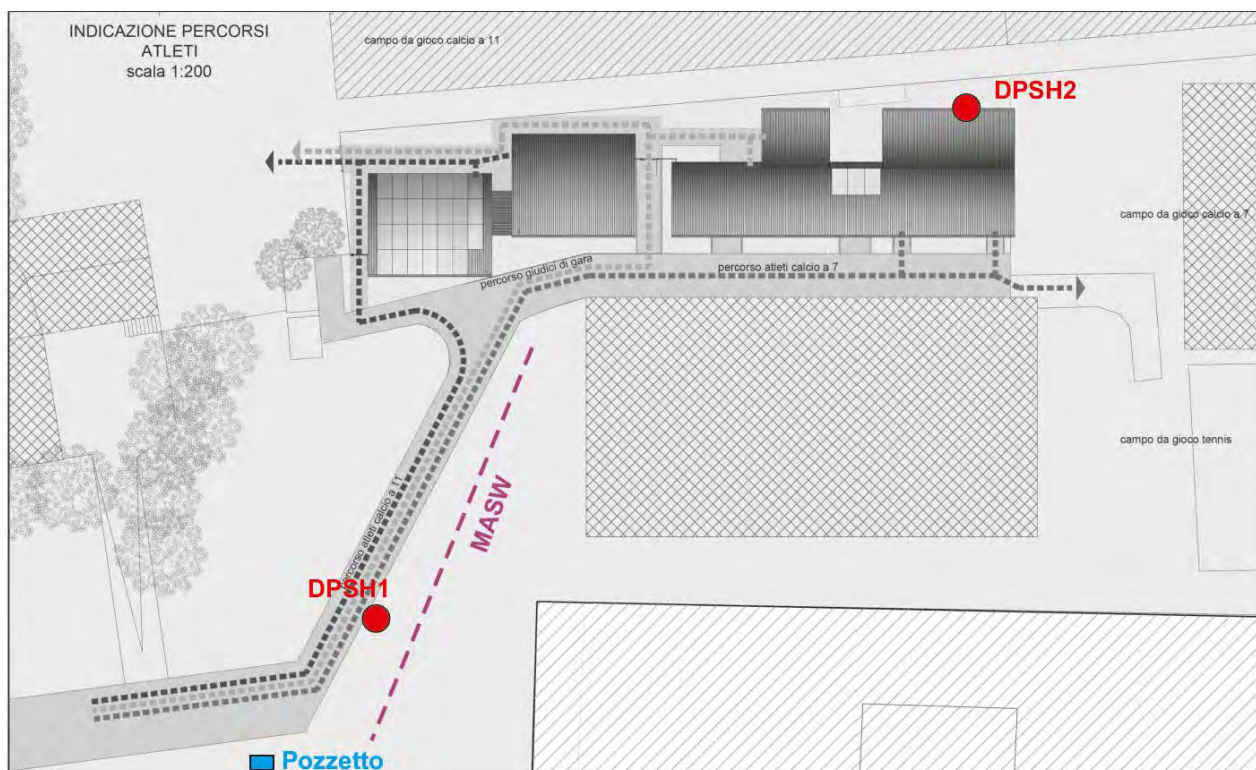 INDICAZIONE PERCORSI
ATLETI
scala 1:200
campo da gioco calcio a 11
DPSH2
campo da gioco calcio a 7
percorso giudici di gara
percorso atleti calcio a 7
campo da gioco tennis
percorso atleti calcio a 11
MASW
DPSH1
Pozzetto